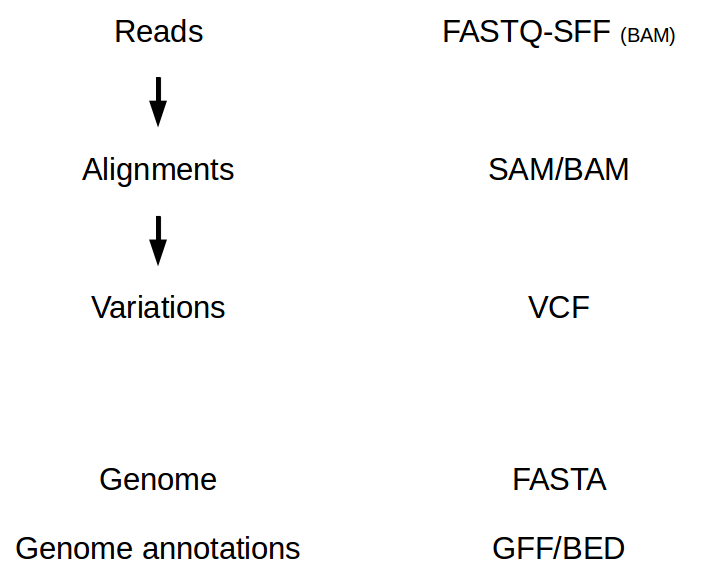 Reads FASTQ-SFF (BAM)
Alignments SAM/BAM
Variations VCF
Genome FASTA
Genome annotations GFF/BED